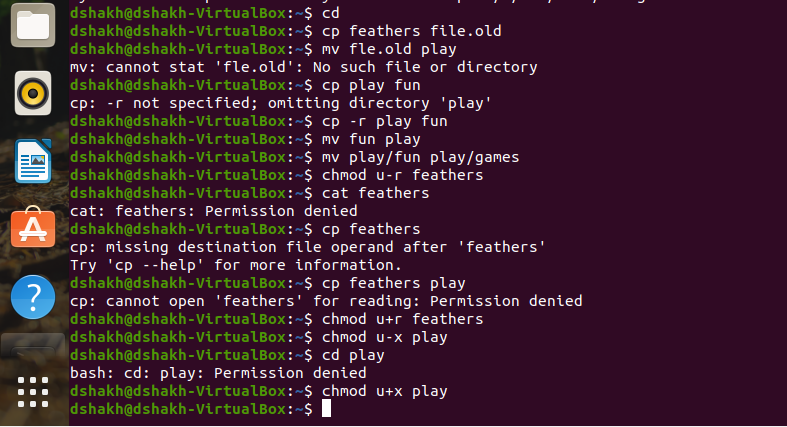 dshakh@dshakh-VirtualBox:~$ cd
dshakh@dshakh-VirtualBox:~$ cp feathers file.old
dshakh@dshakh-VirtualBox:~$ mv fle.old play
mv: cannot stat 'fle.old': No such file or directory
dshakh@dshakh-VirtualBox:~$ cp play fun
cp: -r not specified; omitting directory 'play'
dshakh@dshakh-VirtualBox:~$ cp -r play fun
dshakh@dshakh-VirtualBox:~$ mv fun play
dshakh@dshakh-VirtualBox:~$ mv play/fun play/games
dshakh@dshakh-VirtualBox:~$ chmod u-r feathers
dshakh@dshakh-VirtualBox:~$ cat feathers
cat: feathers: Permission denied
dshakh@dshakh-VirtualBox:~$ cp feathers
cp: missing destination file operand after 'feathers'
Try 'cp --help' for more information.
dshakh@dshakh-VirtualBox:~$ cp feathers play
cp: cannot open 'feathers' for reading: Permission denied
dshakh@dshakh-VirtualBox:~$ chmod u+r feathers
dshakh@dshakh-VirtualBox:~$ chmod u-x play
dshakh@dshakh-VirtualBox:~$ cd play
bash: cd: play: Permission denied
dshakh@dshakh-VirtualBox:~$ chmod u+x play
dshakh@dshakh-VirtualBox:~$